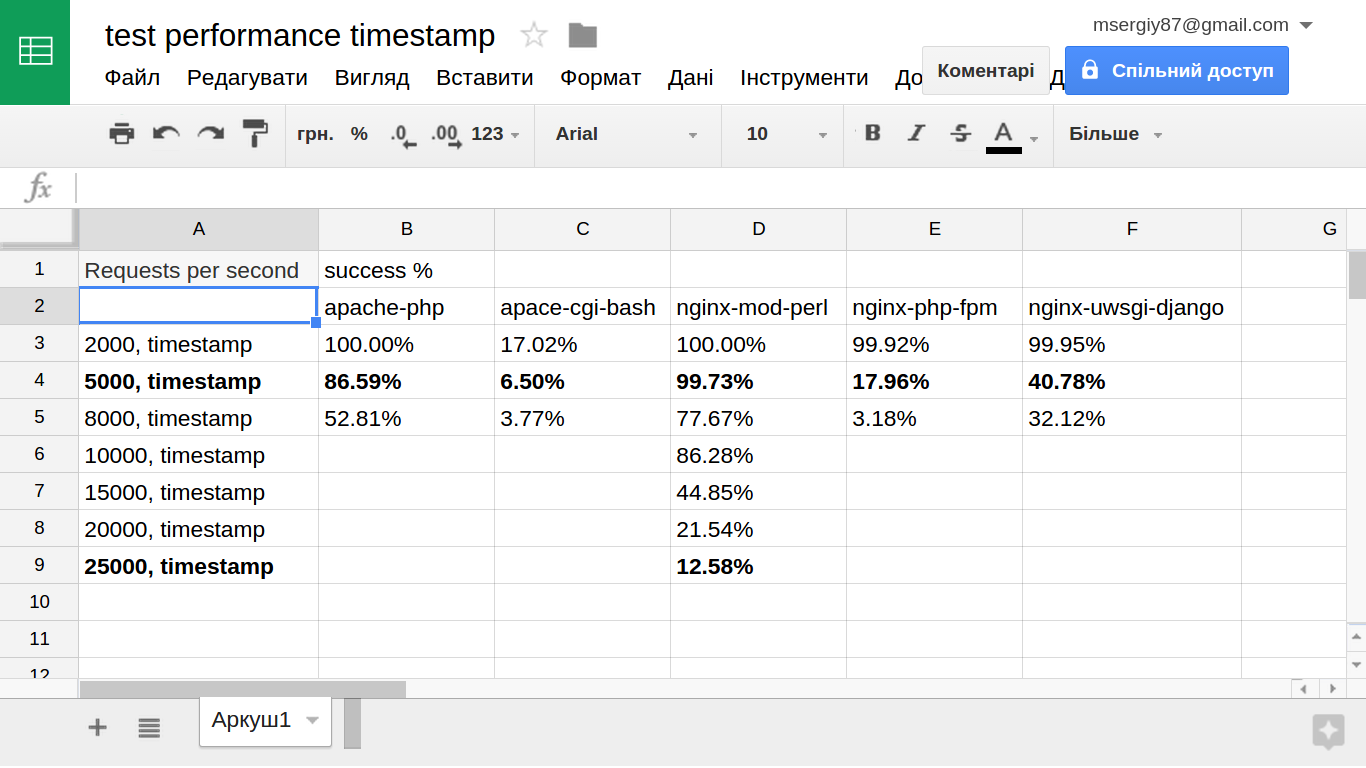 test performance timestamp
msergiy87@gmail.com
Файл Редагувати Вигляд Вставити Формат Дані Інструменти До
Коментарі
Д
Спільний доступ
грн. % .0 .00 123 Arial 10 B I S A Більше
fx
A B C D E F G
1 Requests per second success %
2 apache-php apace-cgi-bash nginx-mod-perl nginx-php-fpm nginx-uwsgi-django
3 2000, timestamp 100.00% 17.02% 100.00% 99.92% 99.95%
4 5000, timestamp 86.59% 6.50% 99.73% 17.96% 40.78%
5 8000, timestamp 52.81% 3.77% 77.67% 3.18% 32.12%
6 10000, timestamp 86.28%
7 15000, timestamp 44.85%
8 20000, timestamp 21.54%
9 25000, timestamp 12.58%
10
11
12
Аркуш1